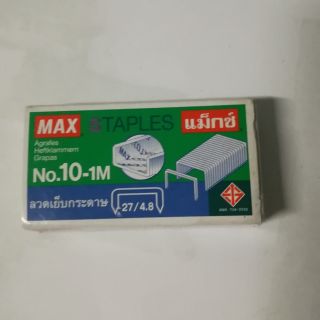 MAX STAPLES แม็กซ์
Agrafes
Heftklammern
Grapas
No.10-1M
ลวดเย็บกระดาษ
27/4.8